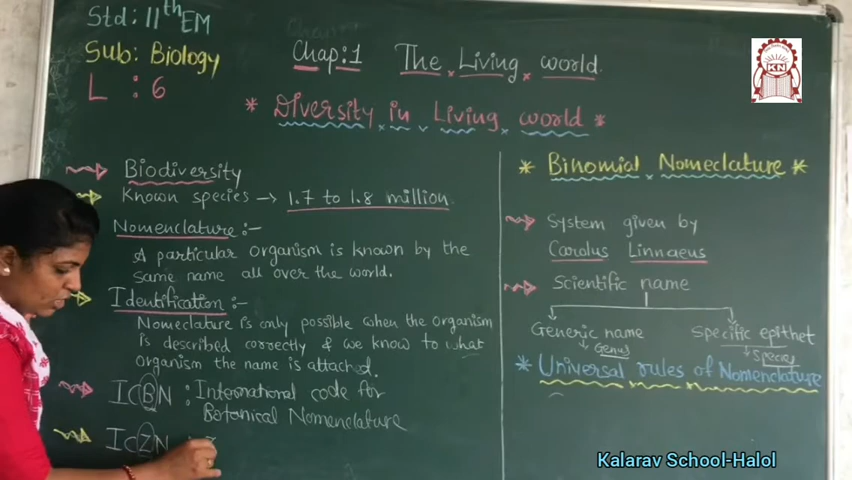 Std: 11th EM
Sub: Biology
L : 6
Chap:1 The Living world.
* Diversity in Living world *
Biodiversity
Known species → 1.7 to 1.8 million
Nomenclature :-
A particular organism is known by the
same name all over the world.
Identification :-
Nomeclature is only possible when the organism
is described correctly & we know to what
organism the name is attached.
ICBN : International code for
Botanical Nomenclature
ICZN
* Binomial Nomeclature *
System given by
Carolus Linnaeus
Scientific name
Generic name Specific epithet
↓ Genus ↓ Species
* Universal rules of Nomenclature
KN
Kalarav School-Halol